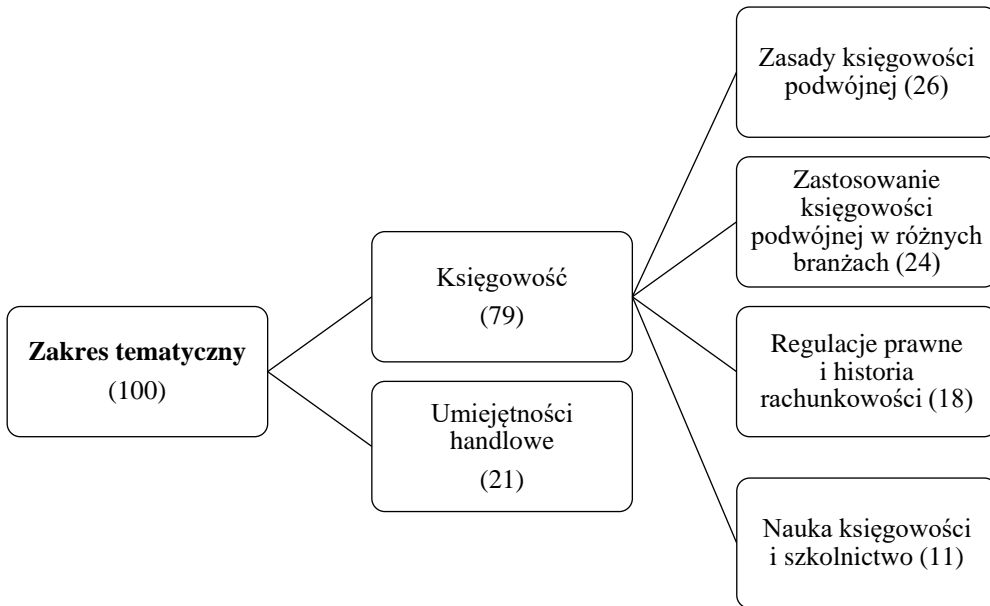 Zakres tematyczny
(100)
Księgowość
(79)
Umiejętności
handlowe
(21)
Zasady księgowości
podwójnej (26)
Zastosowanie
księgowości
podwójnej w różnych
branżach (24)
Regulacje prawne
i historia
rachunkowości (18)
Nauka księgowości
i szkolnictwo (11)